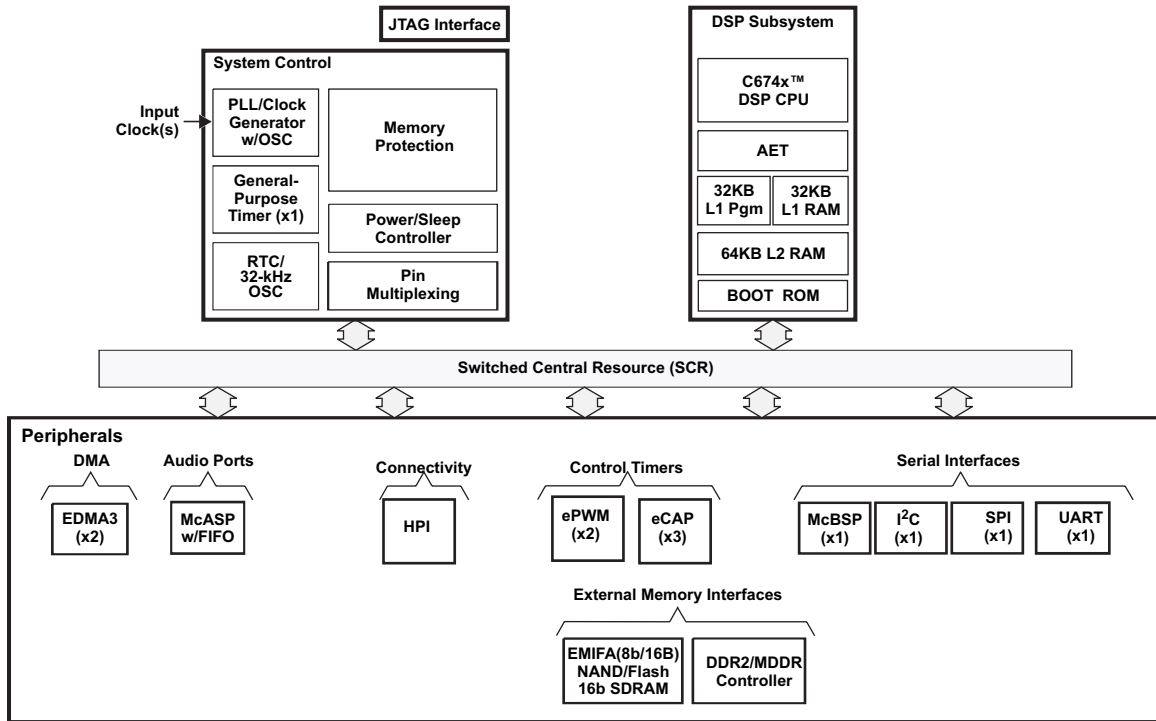 JTAG Interface
System Control
Input
Clock(s)
PLL/Clock
Generator
w/OSC
General-
Purpose
Timer (x1)
RTC/
32-kHz
OSC
Memory
Protection
Power/Sleep
Controller
Pin
Multiplexing
DSP Subsystem
C674x™
DSP CPU
AET
32KB
L1 Pgm
32KB
L1 RAM
64KB L2 RAM
BOOT ROM
Switched Central Resource (SCR)
Peripherals
DMA
EDMA3
(x2)
Audio Ports
McASP
w/FIFO
Connectivity
HPI
Control Timers
ePWM
(x2)
eCAP
(x3)
Serial Interfaces
McBSP
(x1)
I²C
(x1)
SPI
(x1)
UART
(x1)
External Memory Interfaces
EMIFA(8b/16B)
NAND/Flash
16b SDRAM
DDR2/MDDR
Controller